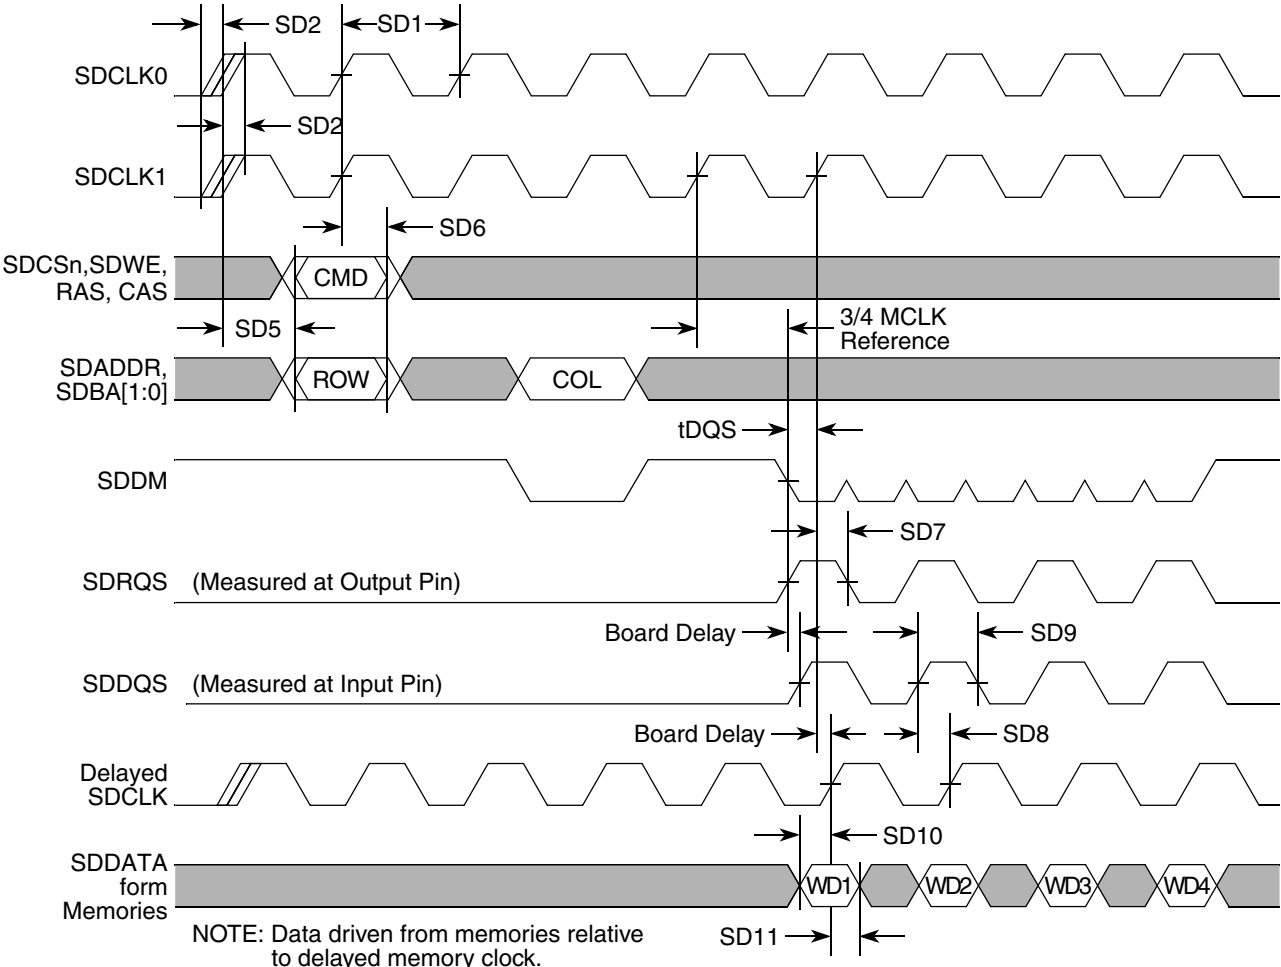 SD2
SD1
SDCLK0
SD2
SDCLK1
SD6
SDCSn,SDWE,
RAS, CAS
CMD
SD5
3/4 MCLK
Reference
SDADDR,
SDBA[1:0]
ROW
COL
tDQS
SDDM
SD7
SDRQS (Measured at Output Pin)
Board Delay
SD9
SDDQS (Measured at Input Pin)
Board Delay
SD8
Delayed
SDCLK
SD10
SDDATA
form
Memories
WD1
WD2
WD3
WD4
NOTE: Data driven from memories relative
to delayed memory clock.
SD11